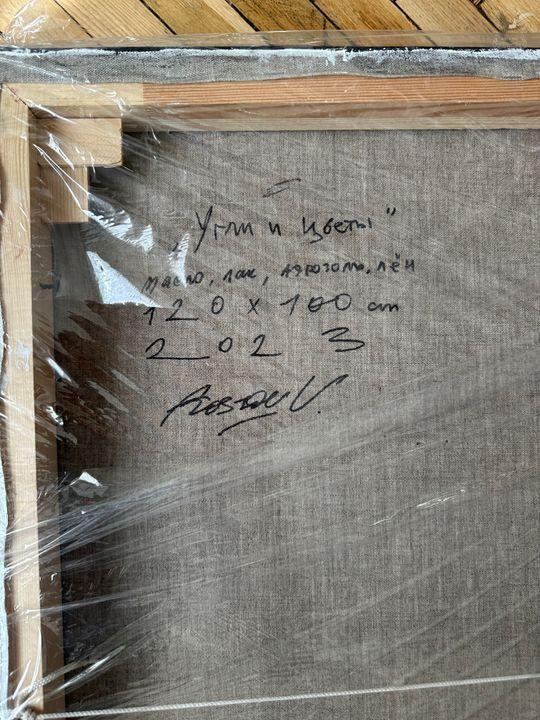 „Угли и цветы"
масло, лак, аэрозоль, лён
120 x 100 cm
2023